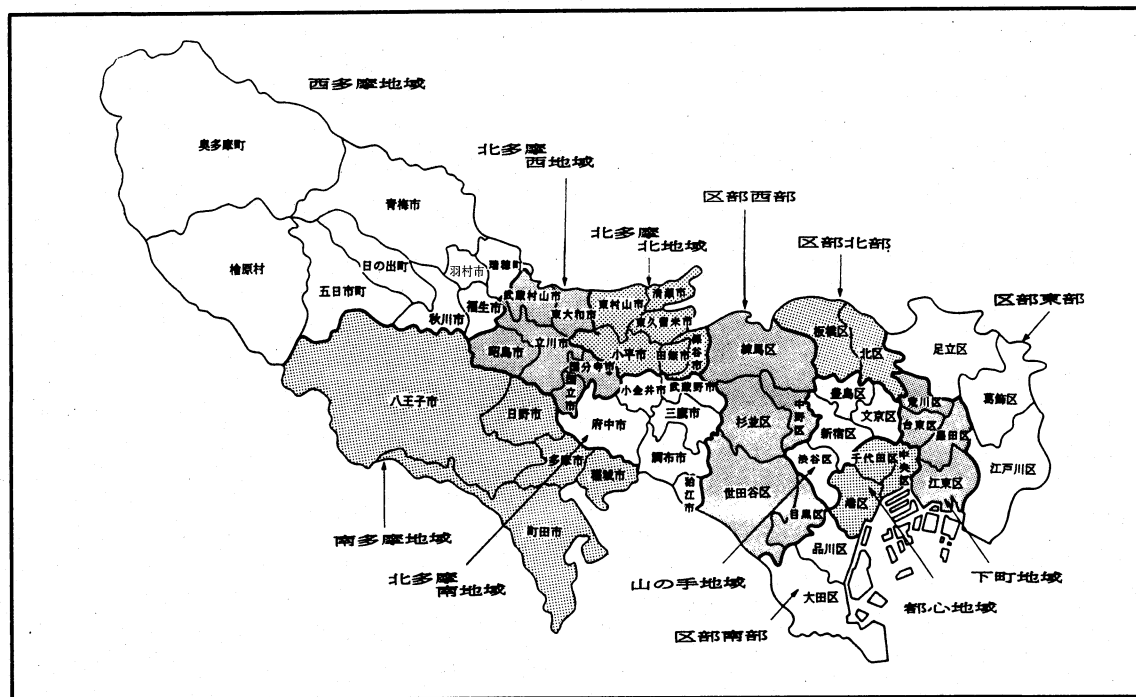 西多摩地域
奥多摩町
北多摩
西地域
青梅市
区部西部
北多摩
北地域
区部北部
檜原村
日の出町
羽村市
瑞穂町
五日市町
秋川市
福生市
武蔵村山市
東大和市
東村山市
清瀬市
東久留米市
区部東部
昭島市
立川市
小平市
田無市
保谷市
練馬区
板橋区
北区
足立区
国分寺市
国立市
小金井市
武蔵野市
八王子市
日野市
府中市
三鷹市
杉並区
中野区
豊島区
文京区
荒川区
台東区
墨田区
葛飾区
新宿区
多摩市
稲城市
調布市
狛江市
世田谷区
渋谷区
千代田区
中央区
江東区
江戸川区
目黒区
港区
町田市
品川区
大田区
南多摩地域
北多摩
南地域
山の手地域
下町地域
都心地域
区部南部